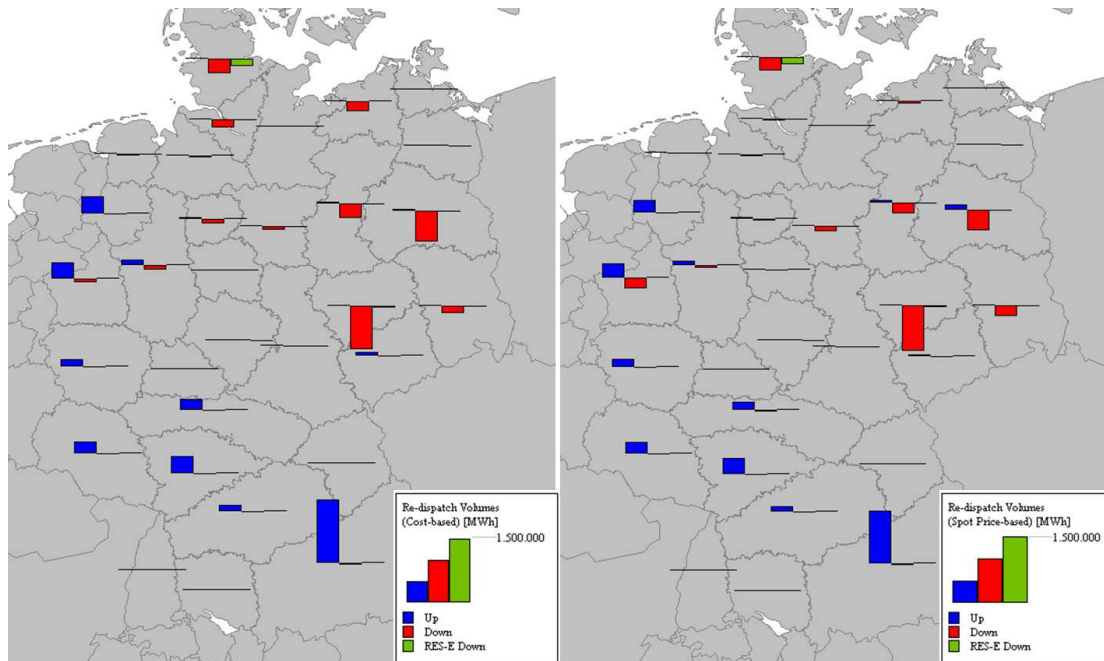 Re-dispatch Volumes
(Cost-based) [MWh]
1.500.000
Up
Down
RES-E Down
Re-dispatch Volumes
(Spot Price-based) [MWh]
1.500.000
Up
Down
RES-E Down